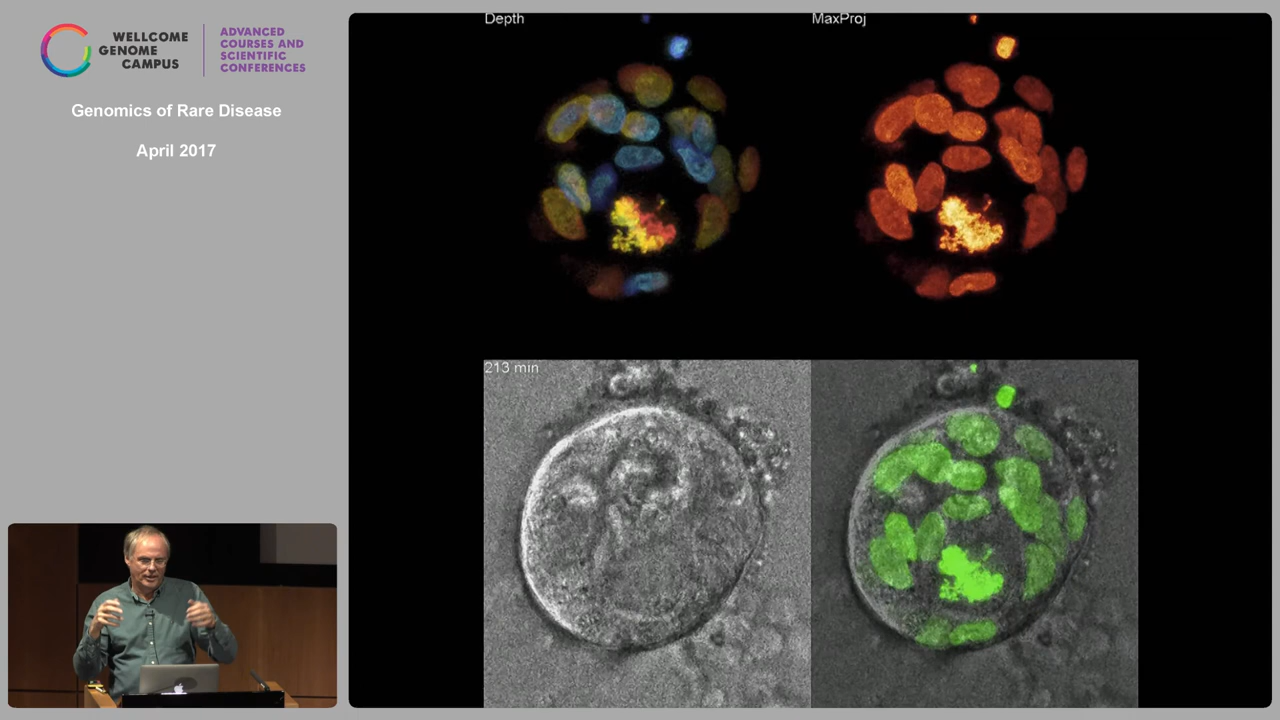 WELLCOME
GENOME
CAMPUS
ADVANCED
COURSES AND
SCIENTIFIC
CONFERENCES
Genomics of Rare Disease
April 2017
Depth
MaxProj
213 min